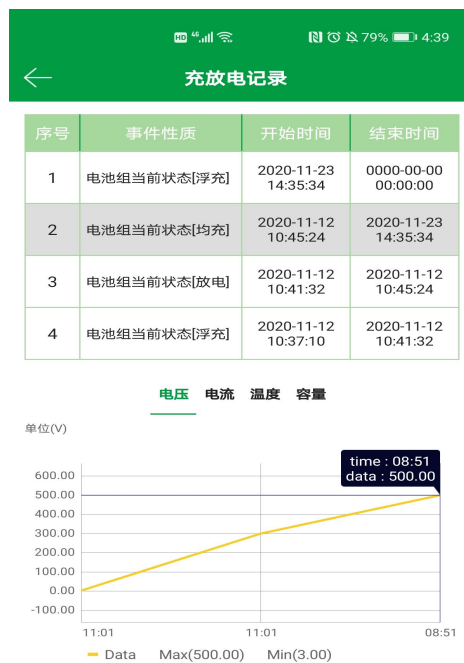 HD 46 79% 4:39
充放电记录
序号 事件性质 开始时间 结束时间
1 电池组当前状态[浮充] 2020-11-23 14:35:34 0000-00-00 00:00:00
2 电池组当前状态[均充] 2020-11-12 10:45:24 2020-11-23 14:35:34
3 电池组当前状态[放电] 2020-11-12 10:41:32 2020-11-12 10:45:24
4 电池组当前状态[浮充] 2020-11-12 10:37:10 2020-11-12 10:41:32
电压 电流 温度 容量
单位(V)
time : 08:51
data : 500.00
600.00
500.00
400.00
300.00
200.00
100.00
0.00
-100.00
11:01 11:01 08:51
Data Max(500.00) Min(3.00)